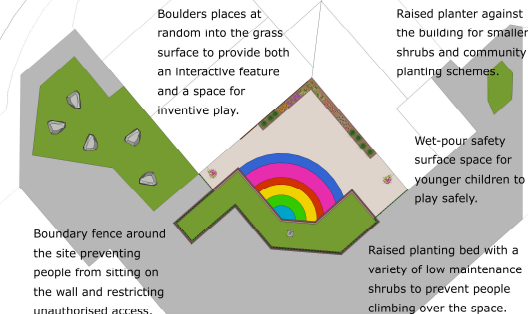 Boulders places at
random into the grass
surface to provide both
an interactive feature
and a space for
inventive play.
Raised planter against
the building for smaller
shrubs and community
planting schemes.
Wet-pour safety
surface space for
younger children to
play safely.
Boundary fence around
the site preventing
people from sitting on
the wall and restricting
unauthorised access.
Raised planting bed with a
variety of low maintenance
shrubs to prevent people
climbing over the space.